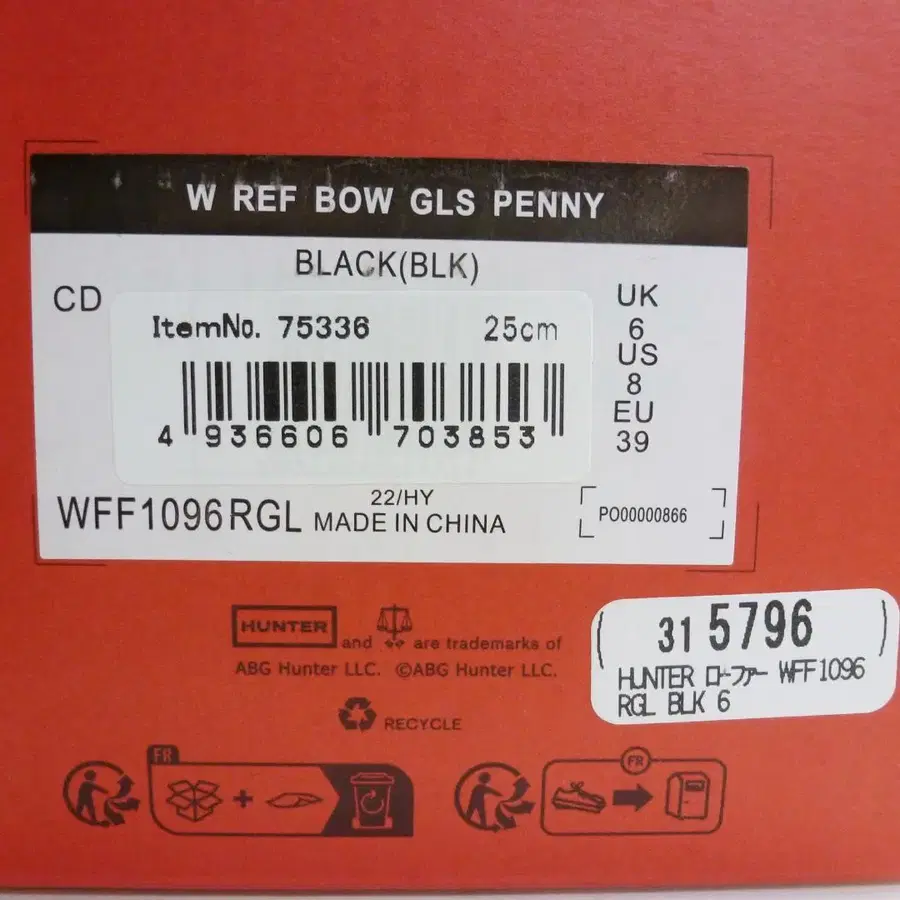 W REF BOW GLS PENNY
BLACK(BLK)
CD
ItemNo. 75336 25cm
4 936606 703853
UK
6
US
8
EU
39
WFF1096RGL
22/HY
MADE IN CHINA
PO00000866
HUNTER and are trademarks of
ABG Hunter LLC. ©ABG Hunter LLC.
RECYCLE
31 5796
HUNTER ローファー WFF1096
RGL BLK 6
FR
FR